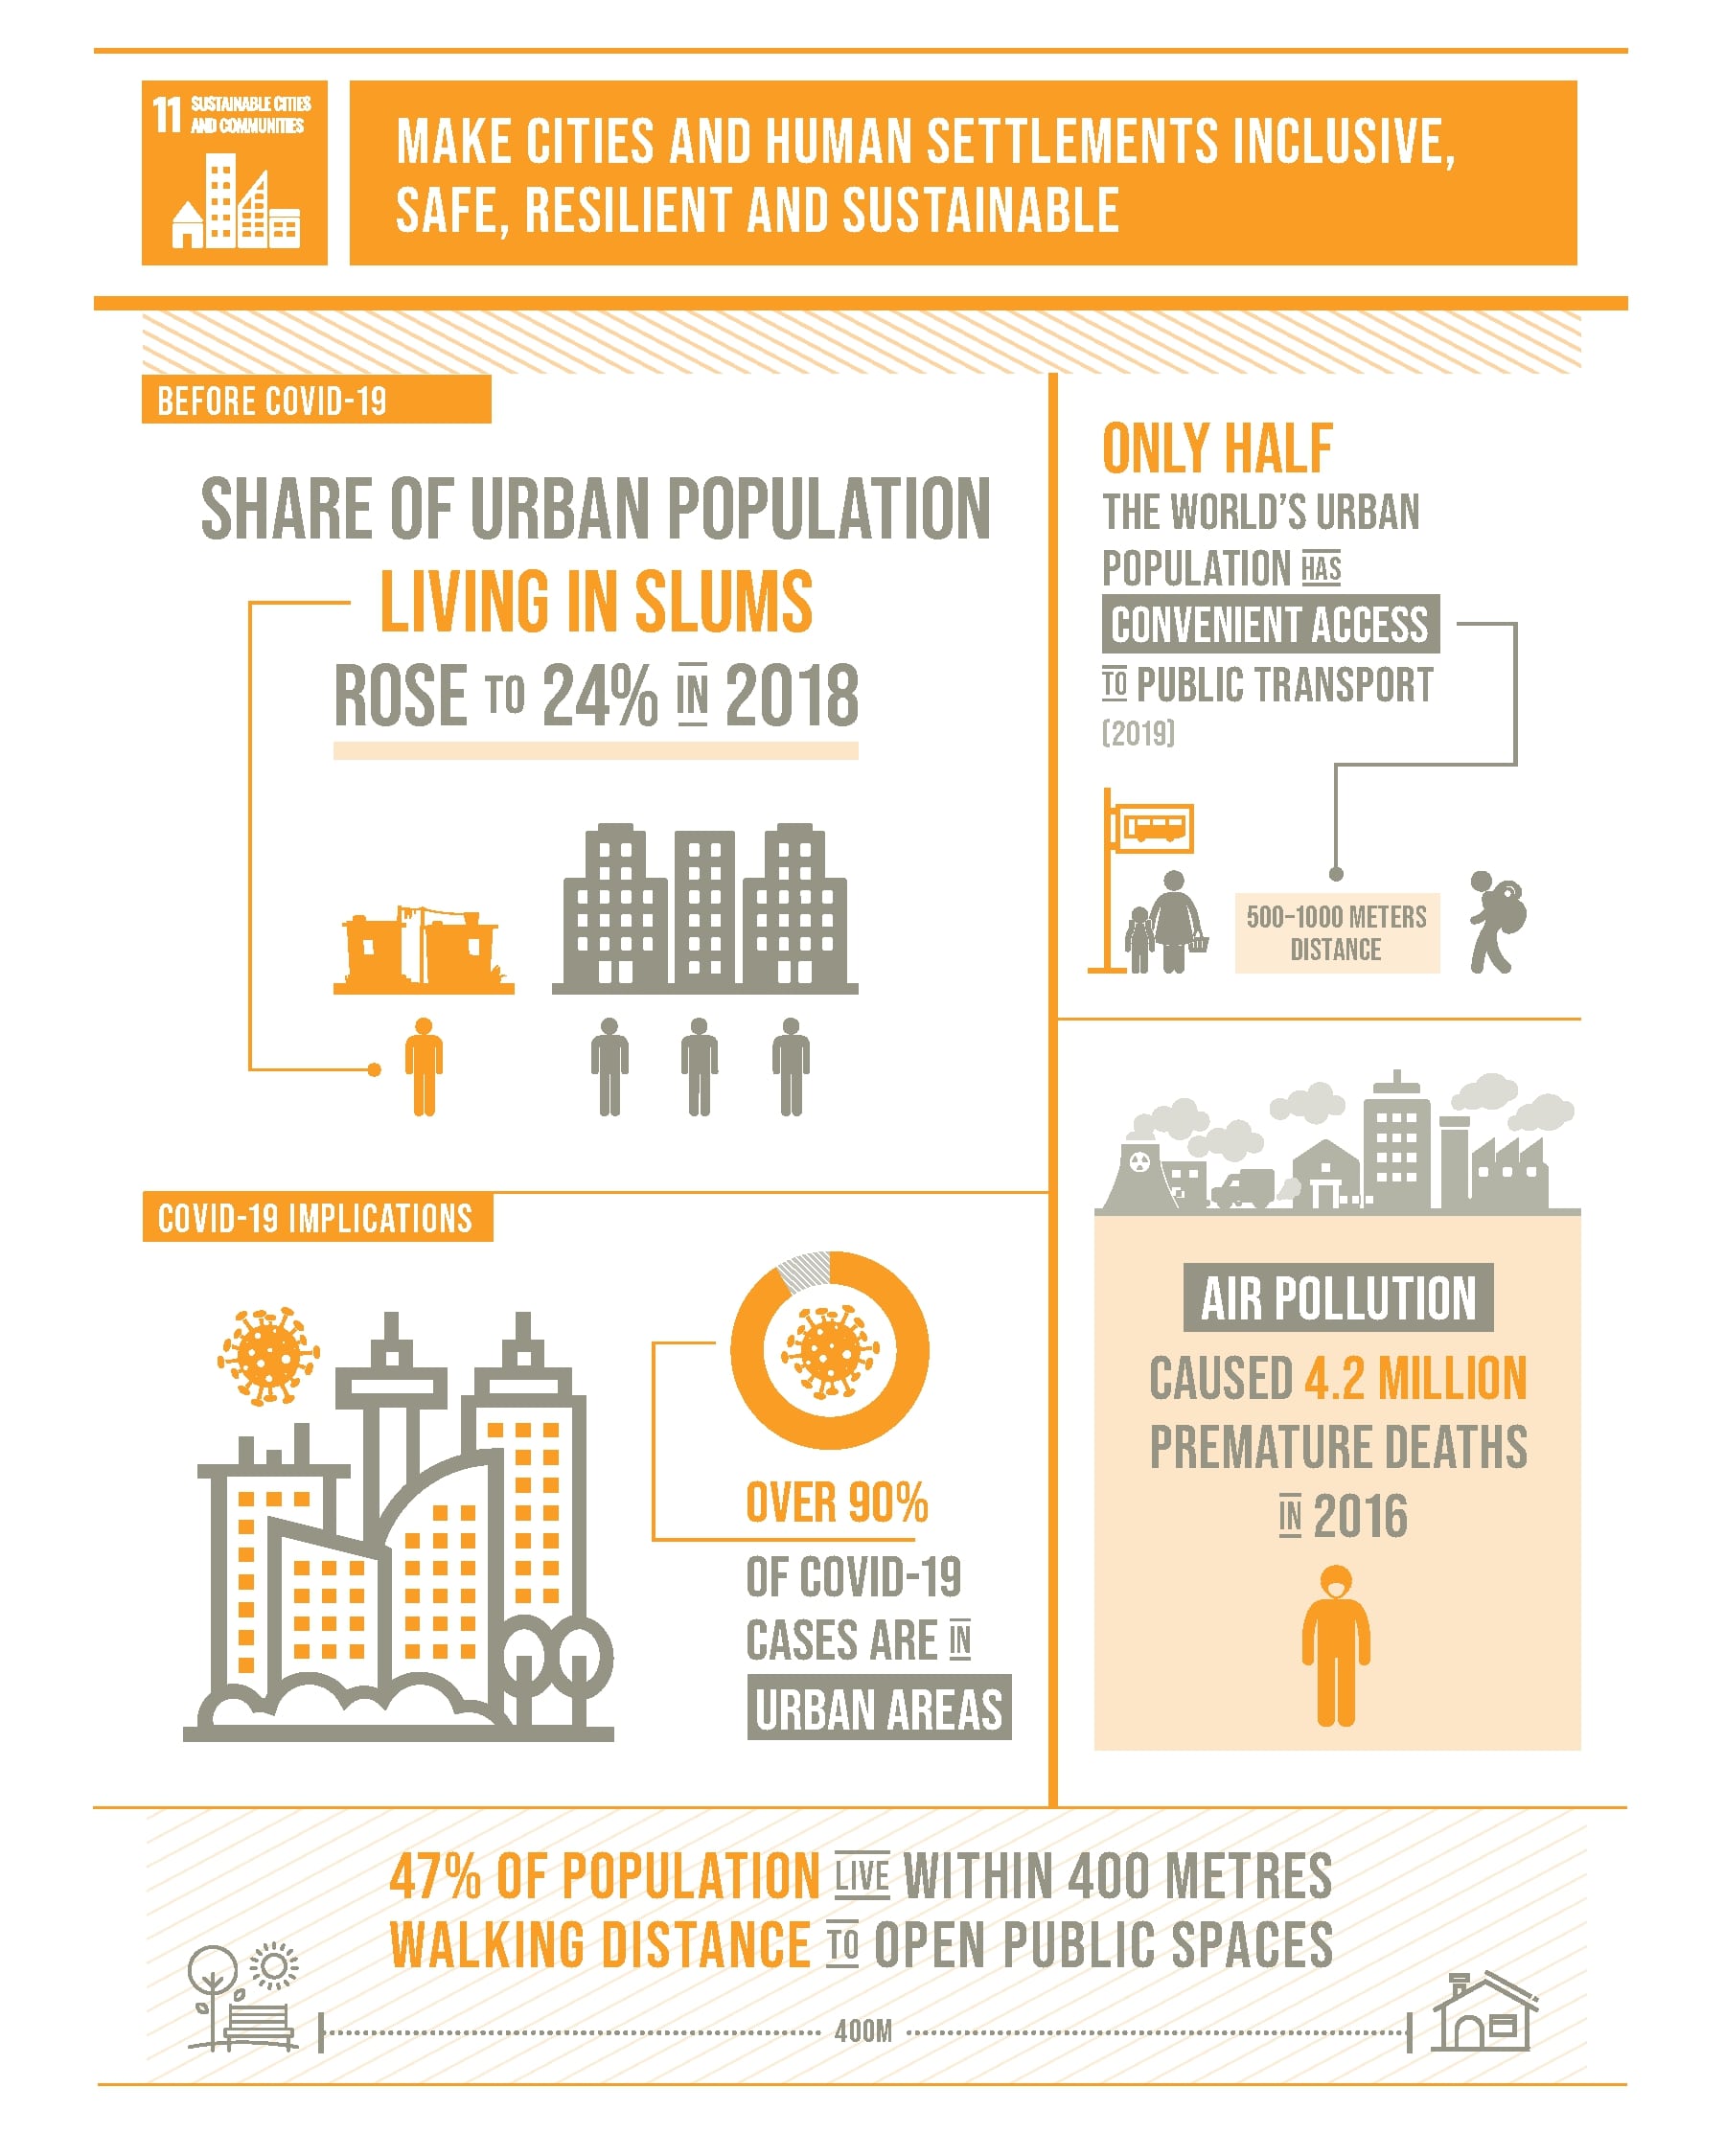 11 SUSTAINABLE CITIES
AND COMMUNITIES
MAKE CITIES AND HUMAN SETTLEMENTS INCLUSIVE,
SAFE, RESILIENT AND SUSTAINABLE
BEFORE COVID-19
SHARE OF URBAN POPULATION
LIVING IN SLUMS
ROSE TO 24% IN 2018
ONLY HALF
THE WORLD'S URBAN
POPULATION HAS
CONVENIENT ACCESS
TO PUBLIC TRANSPORT
(2019)
500-1000 METERS
DISTANCE
COVID-19 IMPLICATIONS
OVER 90%
OF COVID-19
CASES ARE IN
URBAN AREAS
AIR POLLUTION
CAUSED 4.2 MILLION
PREMATURE DEATHS
IN 2016
47% OF POPULATION LIVE WITHIN 400 METRES
WALKING DISTANCE TO OPEN PUBLIC SPACES
400M